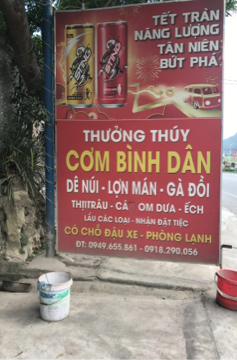 TẾT TRÀN
NĂNG LƯỢNG
TÂN NIÊN
BỨT PHÁ
THƯỞNG THÚY
CƠM BÌNH DÂN
DÊ NÚI - LỢN MÁN - GÀ ĐỒI
THỊTRÂU - CÁ OM DƯA - ẾCH
LẨU CÁC LOẠI - NHẬN ĐẶT TIỆC
CÓ CHỖ ĐẬU XE - PHÒNG LẠNH
ĐT: 0949.655.861 - 0918.290.056